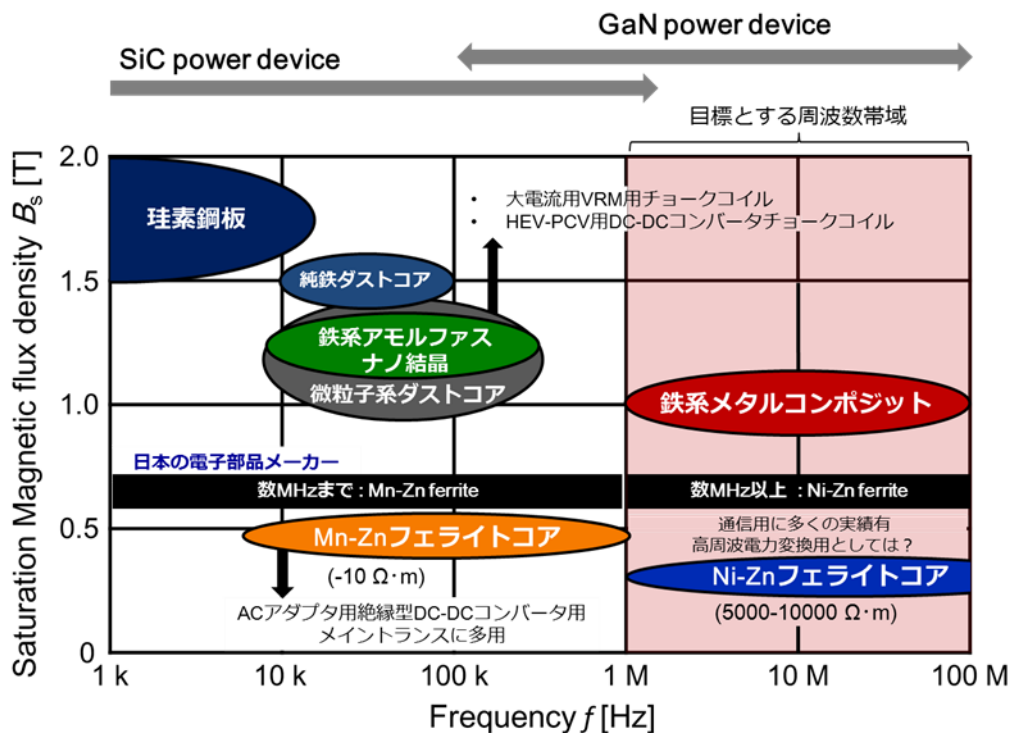 GaN power device
SiC power device
目標とする周波数帯域
Saturation Magnetic flux density Bs [T]
2.0
1.5
1.0
0.5
0
珪素鋼板
• 大電流用VRM用チョークコイル
• HEV-PCV用DC-DCコンバータチョークコイル
純鉄ダストコア
鉄系アモルファス
ナノ結晶
微粒子系ダストコア
鉄系メタルコンポジット
日本の電子部品メーカー
数MHzまで : Mn-Zn ferrite
数MHz以上 : Ni-Zn ferrite
通信用に多くの実績有
高周波電力変換用としては？
Mn-Znフェライトコア
(-10 Ω･m)
Ni-Znフェライトコア
(5000-10000 Ω･m)
ACアダプタ用絶縁型DC-DCコンバータ用
メイントランスに多用
1 k
10 k
100 k
1 M
10 M
100 M
Frequency f [Hz]